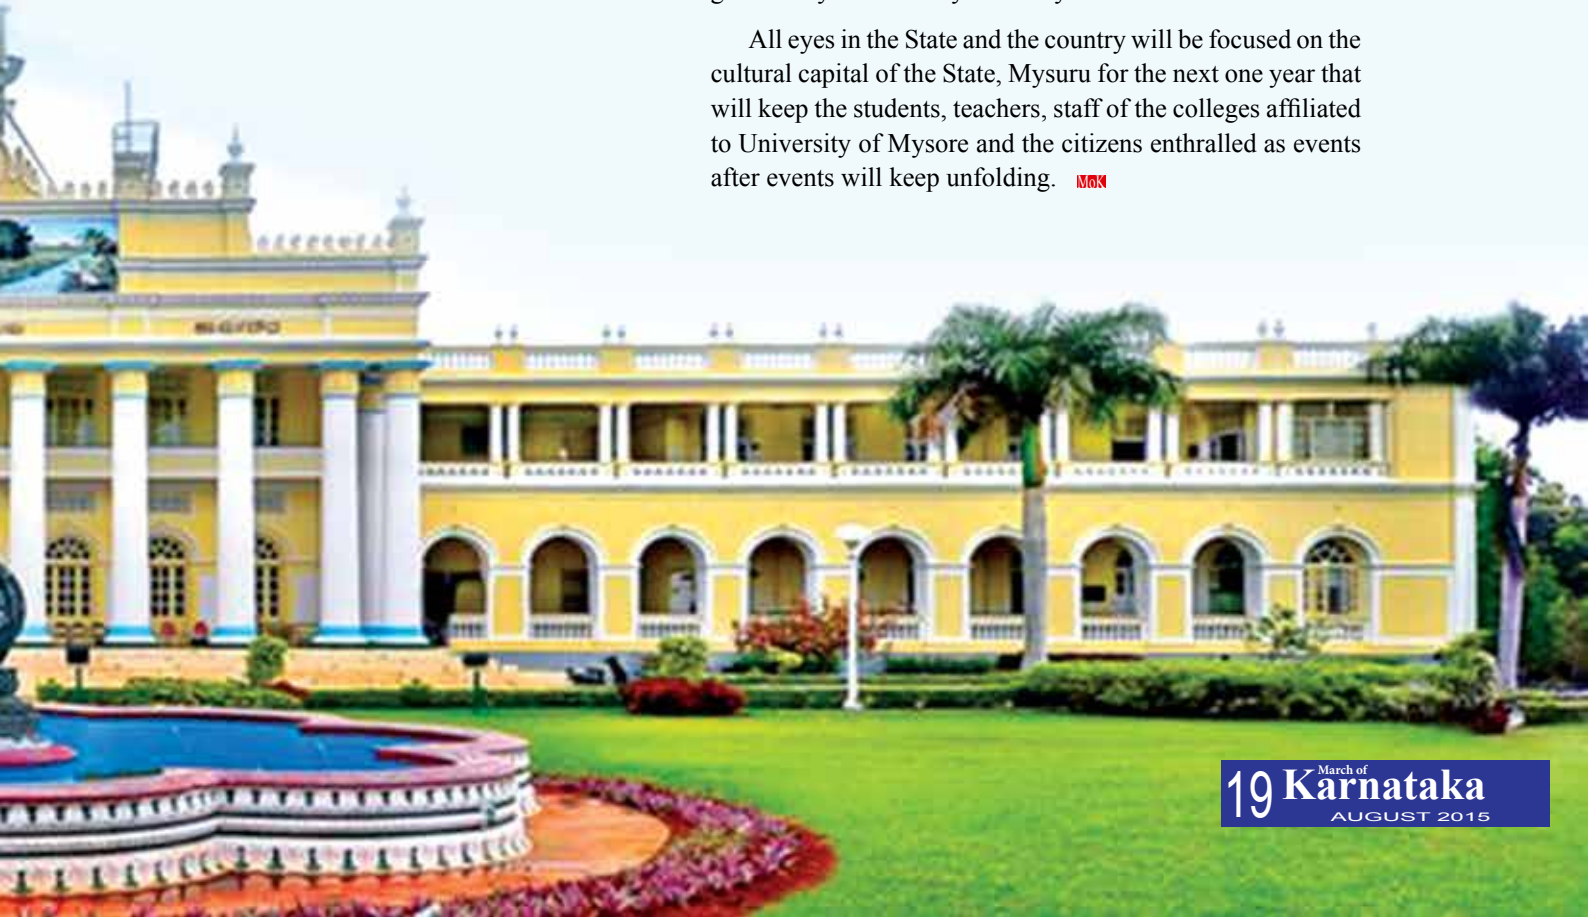 All eyes in the State and the country will be focused on the
cultural capital of the State, Mysuru for the next one year that
will keep the students, teachers, staff of the colleges affiliated
to University of Mysore and the citizens enthralled as events
after events will keep unfolding. MoK
19 March of
Karnataka
AUGUST 2015